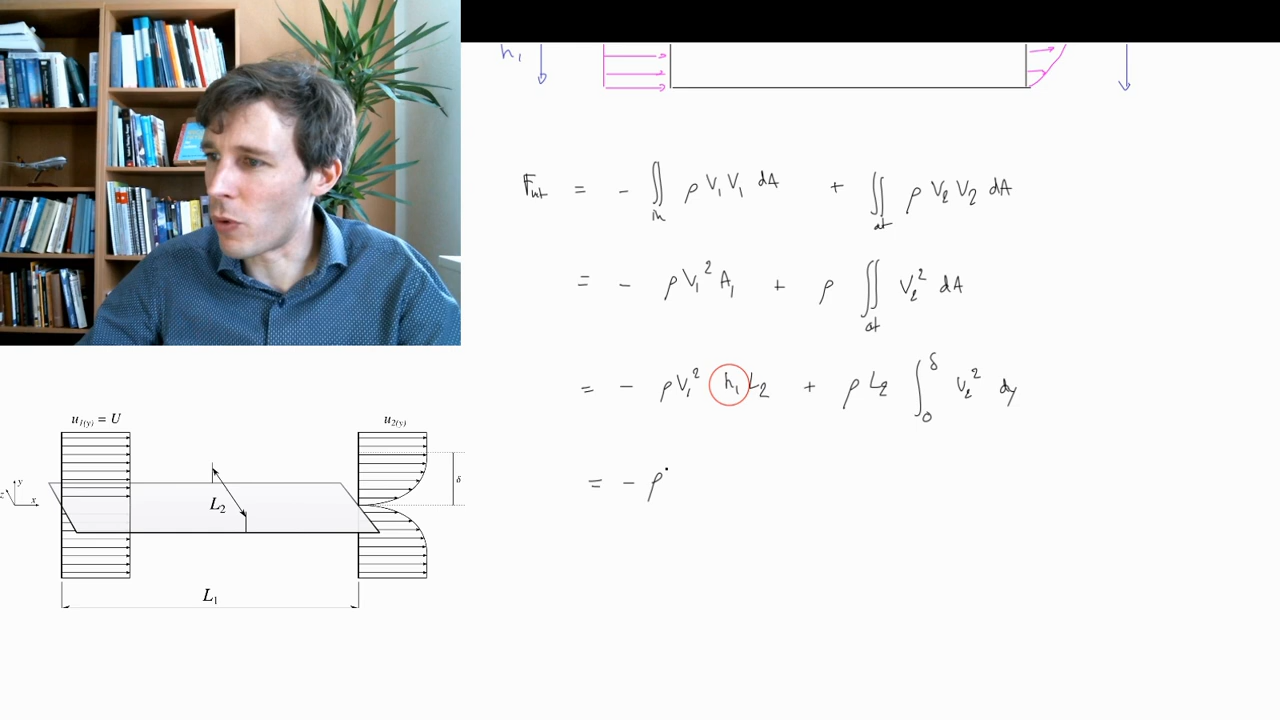 h₁
F_net = - ∬_in ρ V₁ V₁ dA + ∬_out ρ V₂ V₂ dA
= - ρ V₁² A₁ + ρ ∬_out V₂² dA
= - ρ V₁² h₁ L₂ + ρ L₂ ∫₀^δ V₂² dy
= - ρ
u₁(y) = U
u₂(y)
y
z
x
δ
L₂
L₁